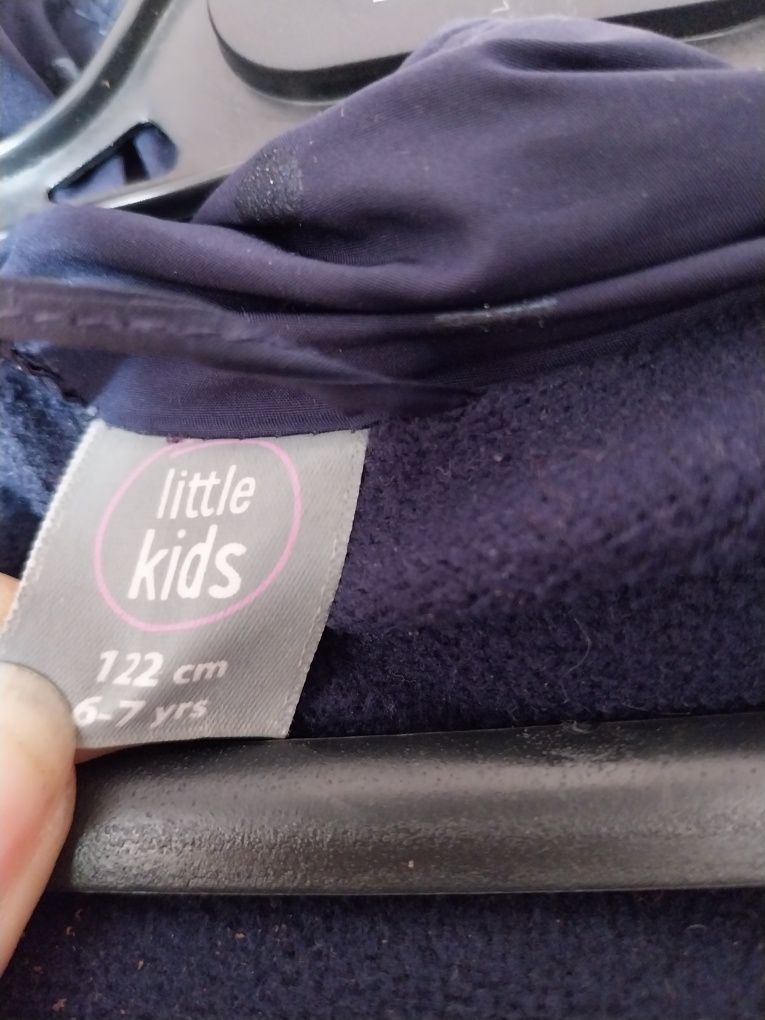 little
kids
122 cm
6-7 yrs